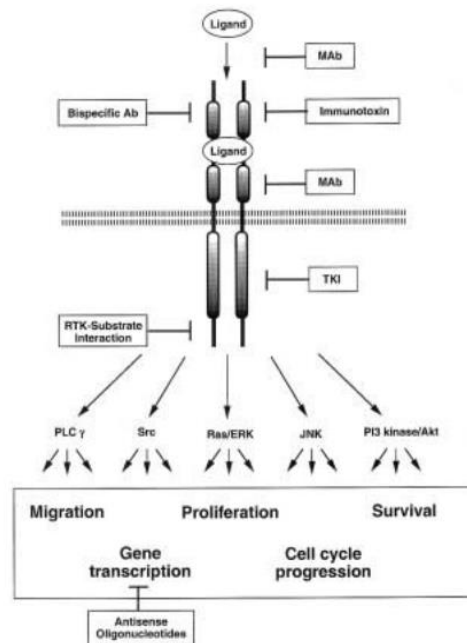 Ligand
MAb
Bispecific Ab
Immunotoxin
Ligand
MAb
TKI
RTK-Substrate
Interaction
PLC γ
Src
Ras/ERK
JNK
PI3 kinase/Akt
Migration
Proliferation
Survival
Gene
transcription
Cell cycle
progression
Antisense
Oligonucleotides